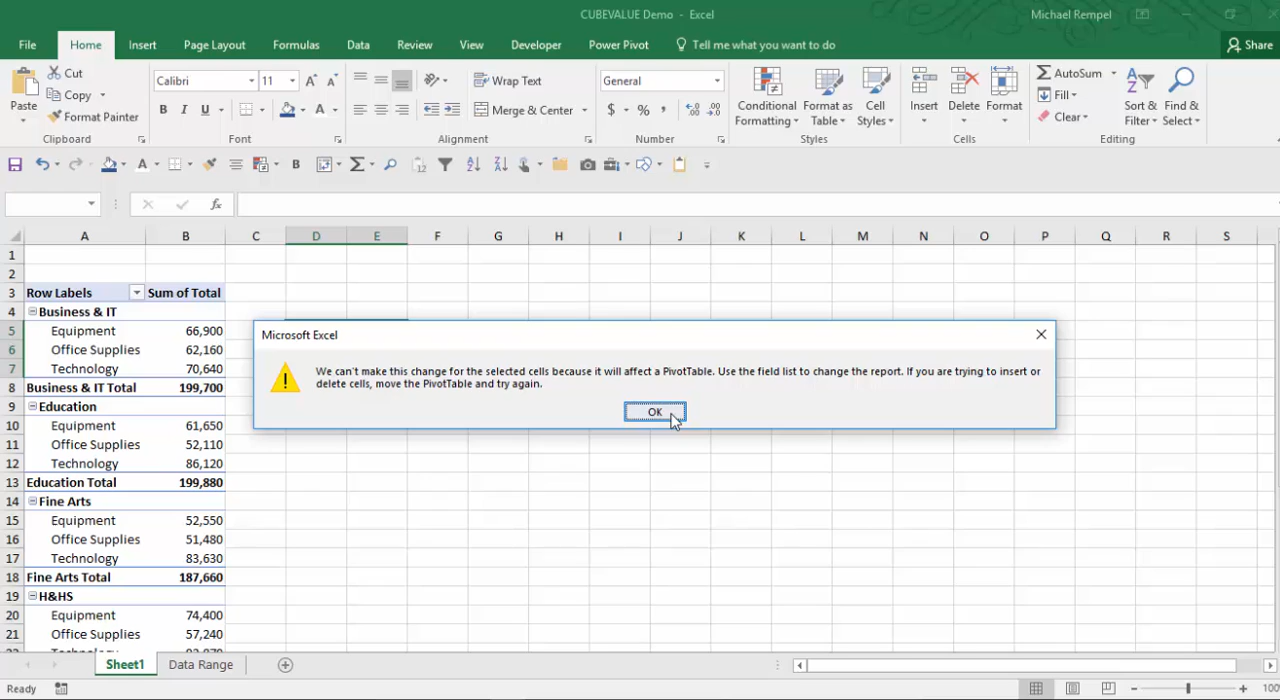 CUBEVALUE Demo - Excel
Michael Rempel
File Home Insert Page Layout Formulas Data Review View Developer Power Pivot Tell me what you want to do Share
Paste
Cut
Copy
Format Painter
Clipboard
Calibri 11
B I U
Font
Wrap Text
Merge & Center
Alignment
General
$ % ,
Number
Conditional Formatting
Format as Table
Cell Styles
Styles
Insert Delete Format
Cells
AutoSum
Fill
Clear
Sort & Filter
Find & Select
Editing
fx
A B C D E F G H I J K L M N O P Q R S
1
2
3 Row Labels Sum of Total
4 Business & IT
5 Equipment 66,900
6 Office Supplies 62,160
7 Technology 70,640
8 Business & IT Total 199,700
9 Education
10 Equipment 61,650
11 Office Supplies 52,110
12 Technology 86,120
13 Education Total 199,880
14 Fine Arts
15 Equipment 52,550
16 Office Supplies 51,480
17 Technology 83,630
18 Fine Arts Total 187,660
19 H&HS
20 Equipment 74,400
21 Office Supplies 57,240
Microsoft Excel
We can't make this change for the selected cells because it will affect a PivotTable. Use the field list to change the report. If you are trying to insert or
delete cells, move the PivotTable and try again.
OK
Sheet1 Data Range
Ready